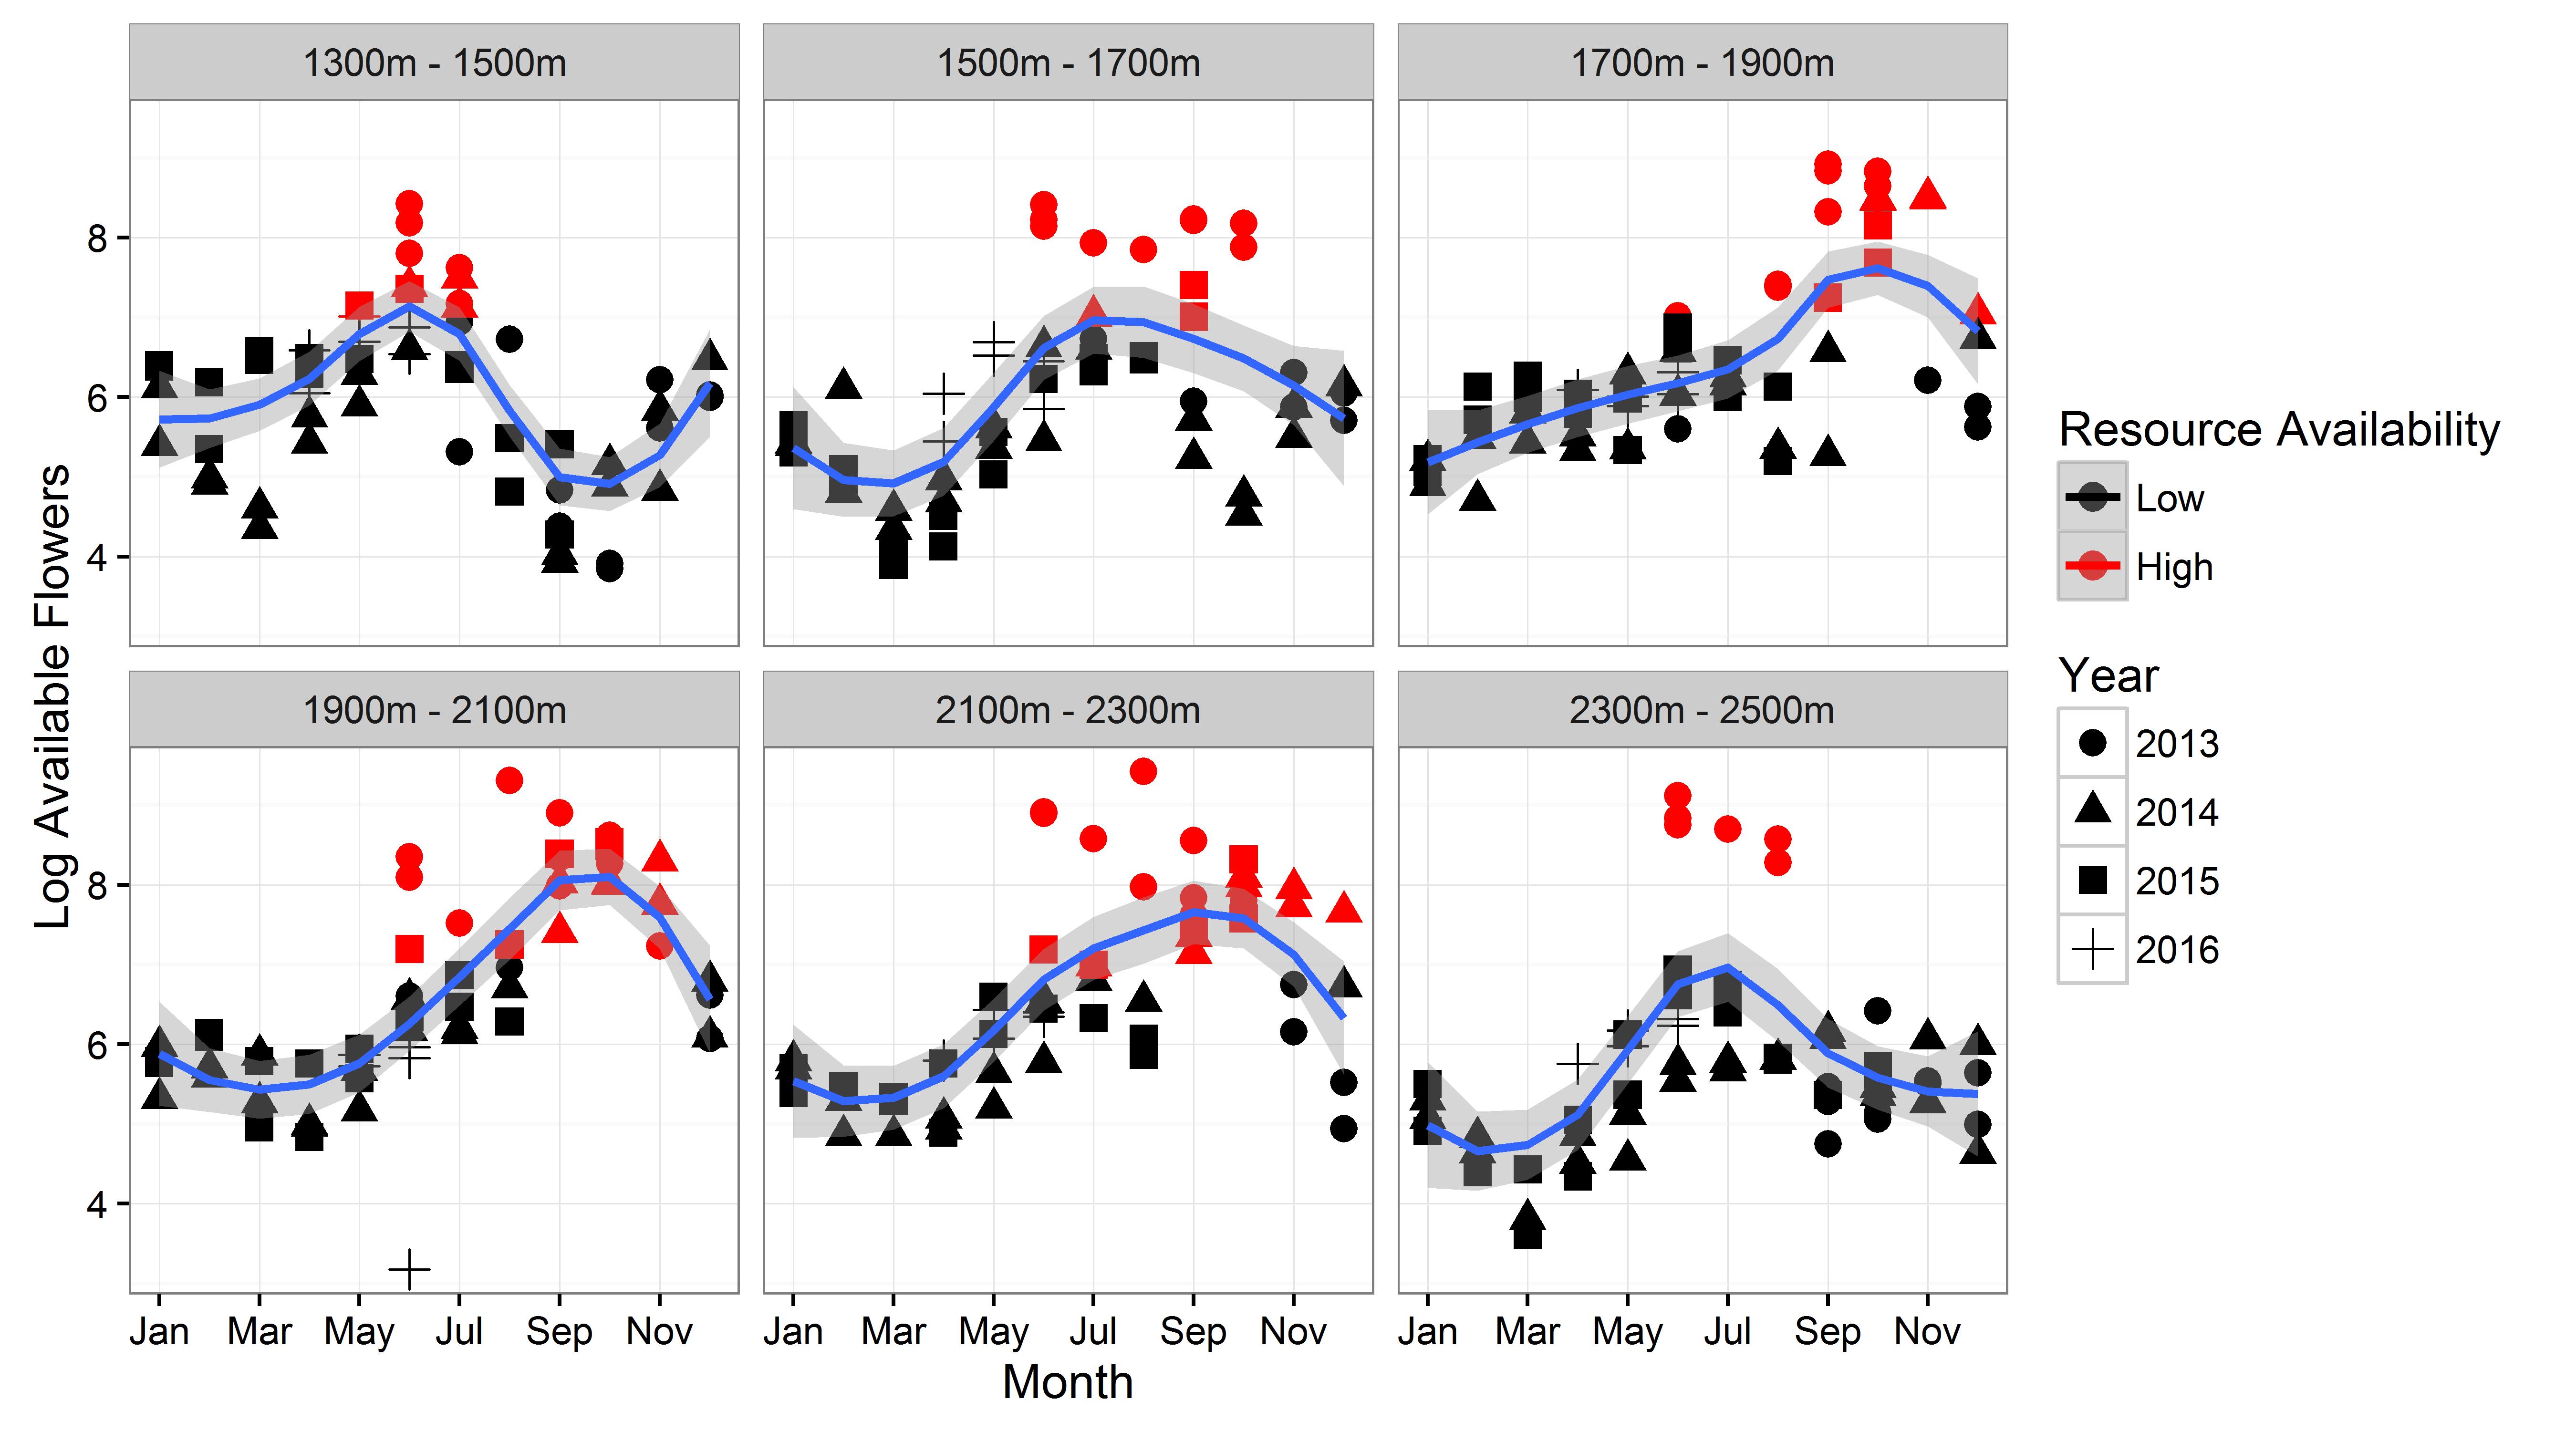 1300m - 1500m
1500m - 1700m
1700m - 1900m
8
6
4
1900m - 2100m
2100m - 2300m
2300m - 2500m
8
6
4
Jan Mar May Jul Sep Nov
Jan Mar May Jul Sep Nov
Jan Mar May Jul Sep Nov
Month
Log Available Flowers
Resource Availability
Low
High
Year
2013
2014
2015
2016